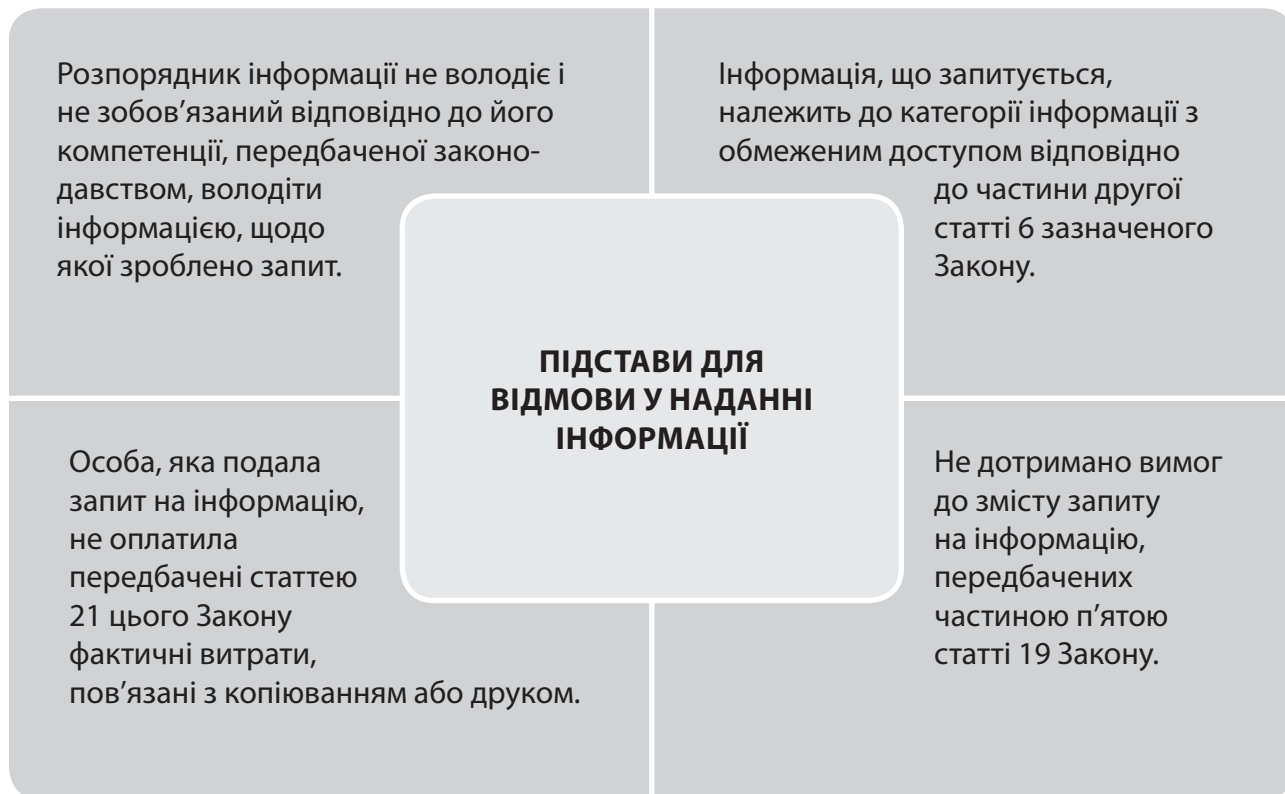 Розпорядник інформації не володіє і
не зобов’язаний відповідно до його
компетенції, передбаченої законо-
давством, володіти
інформацією, щодо
якої зроблено запит.
Інформація, що запитується,
належить до категорії інформації з
обмеженим доступом відповідно
до частини другої
статті 6 зазначеного
Закону.
ПІДСТАВИ ДЛЯ
ВІДМОВИ У НАДАННІ
ІНФОРМАЦІЇ
Особа, яка подала
запит на інформацію,
не оплатила
передбачені статтею
21 цього Закону
фактичні витрати,
пов’язані з копіюванням або друком.
Не дотримано вимог
до змісту запиту
на інформацію,
передбачених
частиною п’ятою
статті 19 Закону.